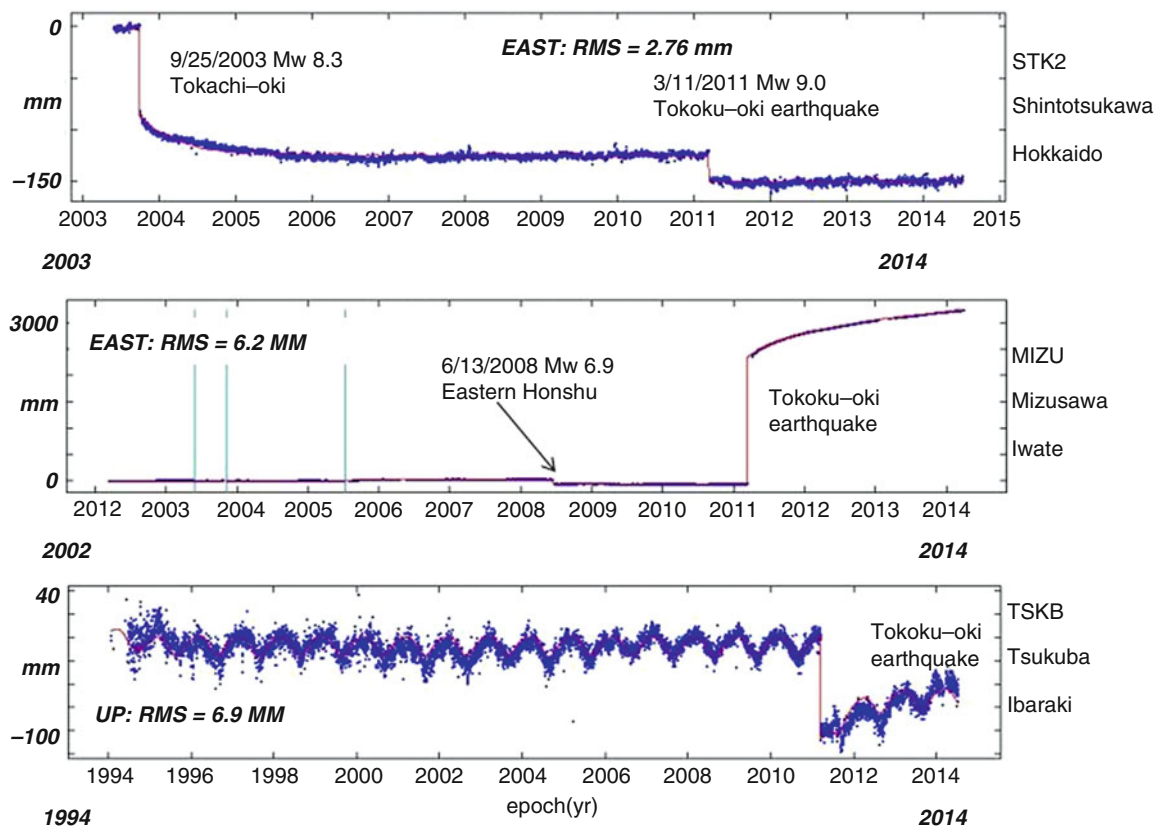 0
mm
−150
9/25/2003 Mw 8.3
Tokachi–oki
EAST: RMS = 2.76 mm
3/11/2011 Mw 9.0
Tokoku–oki earthquake
STK2
Shintotsukawa
Hokkaido
2003 2004 2005 2006 2007 2008 2009 2010 2011 2012 2013 2014 2015
2003 2014
3000
mm
0
EAST: RMS = 6.2 MM
6/13/2008 Mw 6.9
Eastern Honshu
Tokoku–oki
earthquake
MIZU
Mizusawa
Iwate
2012 2003 2004 2005 2006 2007 2008 2009 2010 2011 2012 2013 2014
2002 2014
40
mm
−100
UP: RMS = 6.9 MM
Tokoku–oki
earthquake
TSKB
Tsukuba
Ibaraki
1994 1996 1998 2000 2002 2004 2006 2008 2010 2012 2014
epoch(yr)
1994 2014